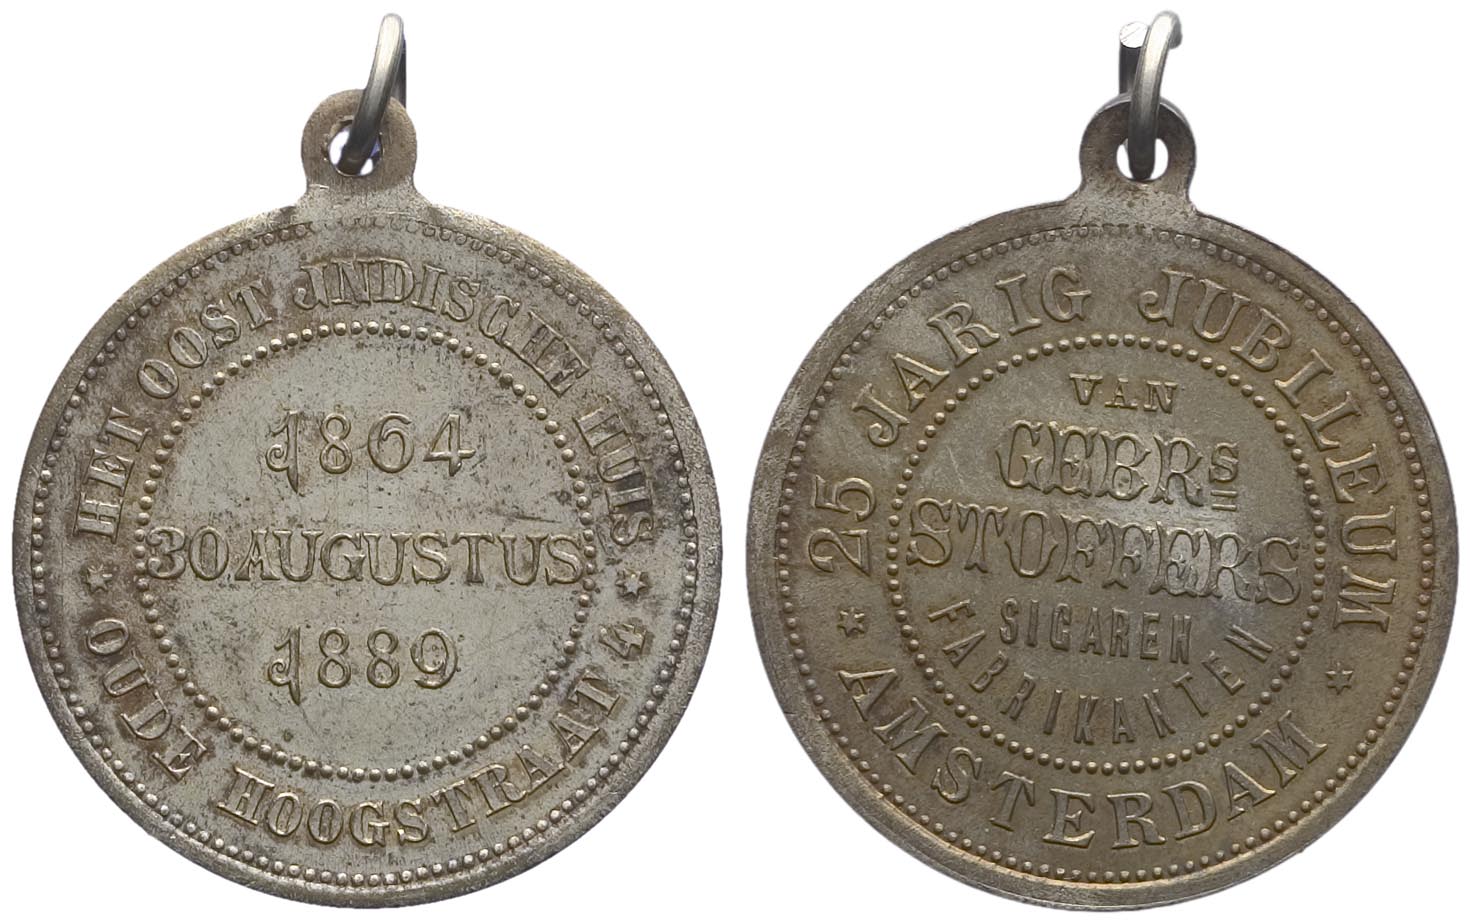 HET OOST JNDISCHE HUIS
1864
30 AUGUSTUS
1889
OUDE HOOGSTRAAT 4
25 JARIG JUBILEUM
VAN
GEBRS
STOFFERS
SIGAREN
FABRIKANTEN
AMSTERDAM